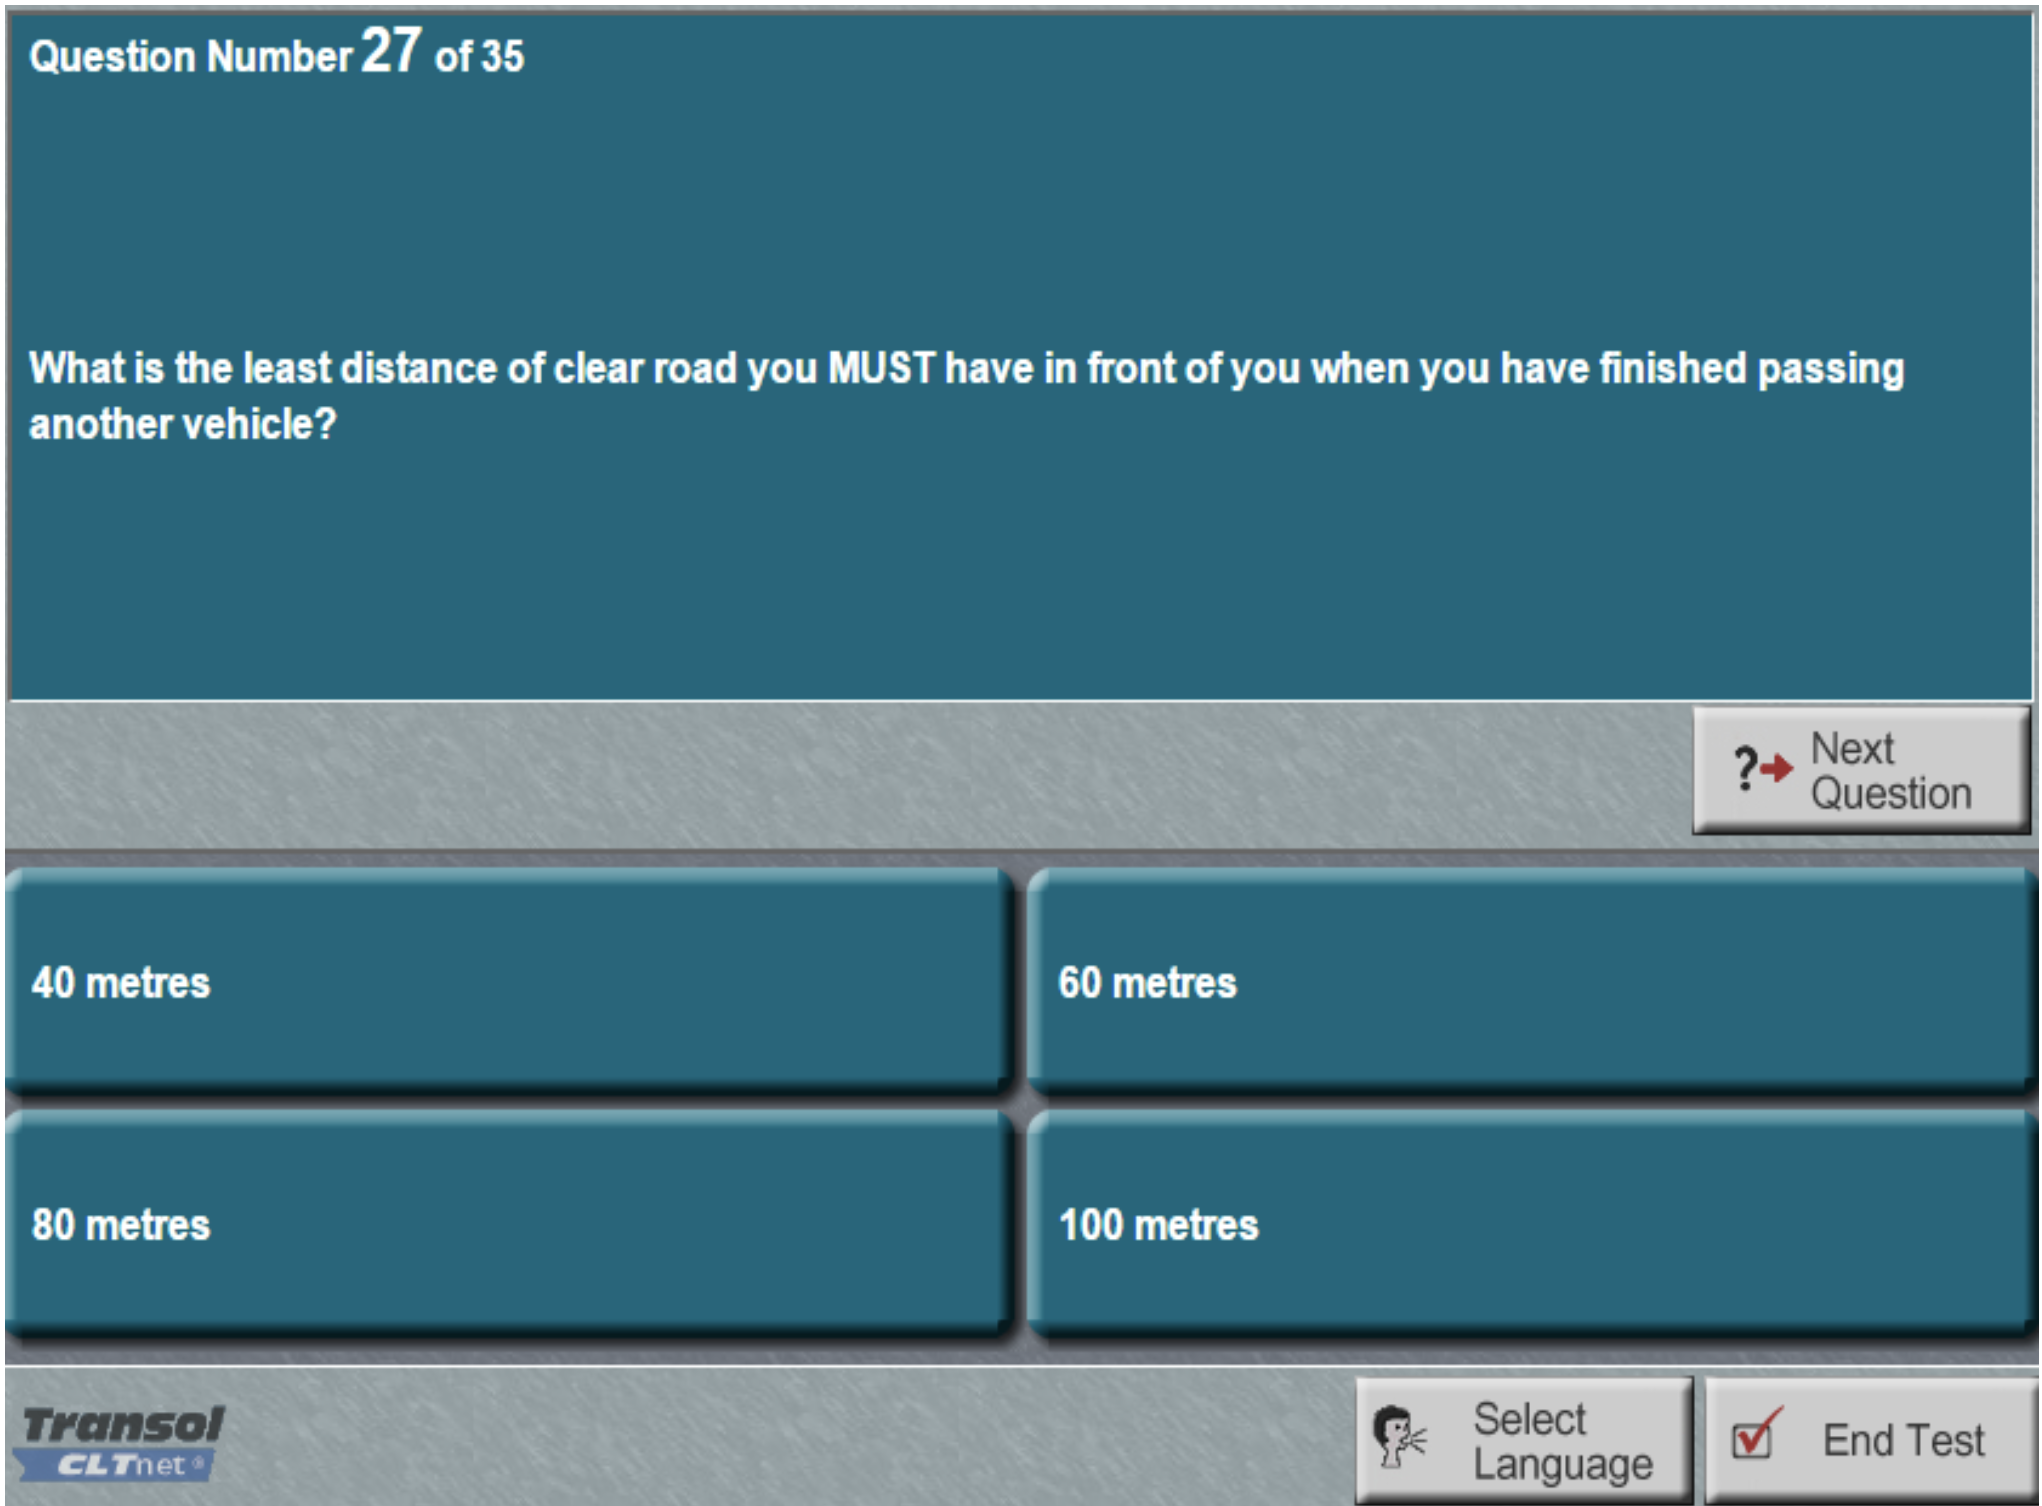 Question Number 27 of 35
What is the least distance of clear road you MUST have in front of you when you have finished passing
another vehicle?
?
Next
Question
40 metres
60 metres
80 metres
100 metres
Transol
CLTnet ®
Select
Language
End Test